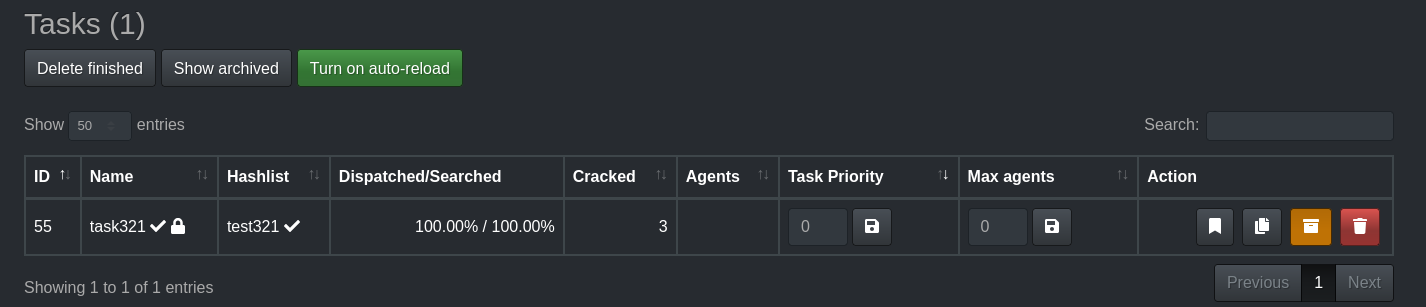 Tasks (1)
Delete finished Show archived Turn on auto-reload
Show 50 entries Search:
ID Name Hashlist Dispatched/Searched Cracked Agents Task Priority Max agents Action
55 task321 test321 100.00% / 100.00% 3 0 0
Showing 1 to 1 of 1 entries Previous 1 Next